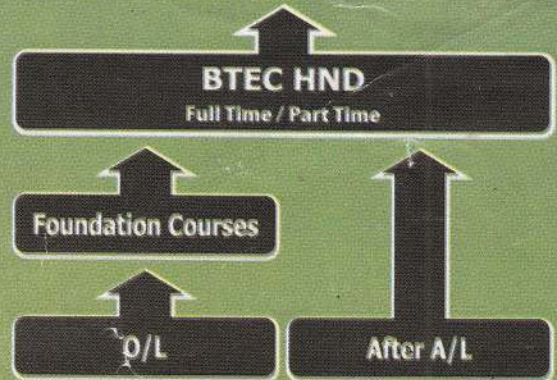 BTEC HND
Full Time / Part Time
Foundation Courses
O/L
After A/L